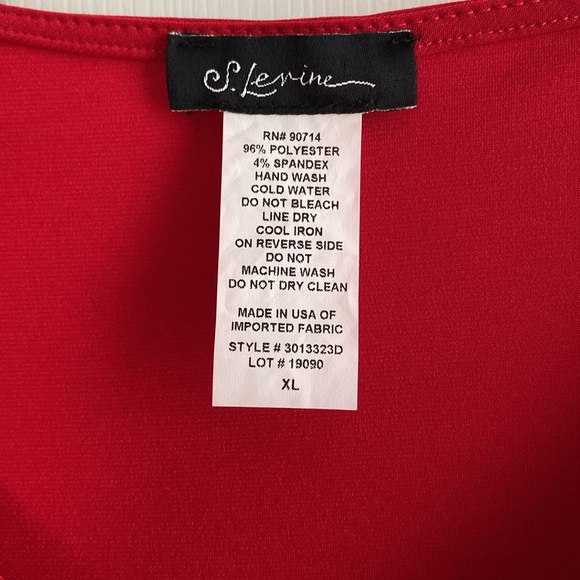 S. Levine
RN# 90714
96% POLYESTER
4% SPANDEX
HAND WASH
COLD WATER
DO NOT BLEACH
LINE DRY
COOL IRON
ON REVERSE SIDE
DO NOT
MACHINE WASH
DO NOT DRY CLEAN
MADE IN USA OF
IMPORTED FABRIC
STYLE # 3013323D
LOT # 19090
XL